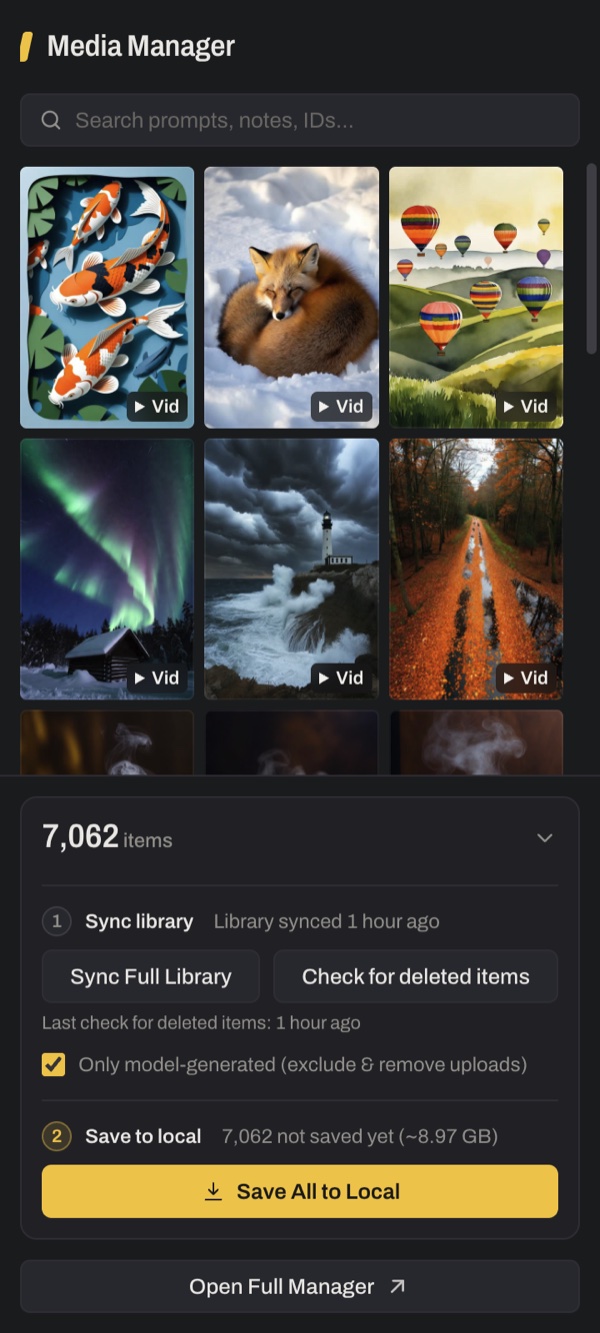 Media Manager
Search prompts, notes, IDs...
Vid Vid Vid
Vid Vid Vid
7,062 items
1 Sync library Library synced 1 hour ago
Sync Full Library Check for deleted items
Last check for deleted items: 1 hour ago
Only model-generated (exclude & remove uploads)
2 Save to local 7,062 not saved yet (~8.97 GB)
Save All to Local
Open Full Manager